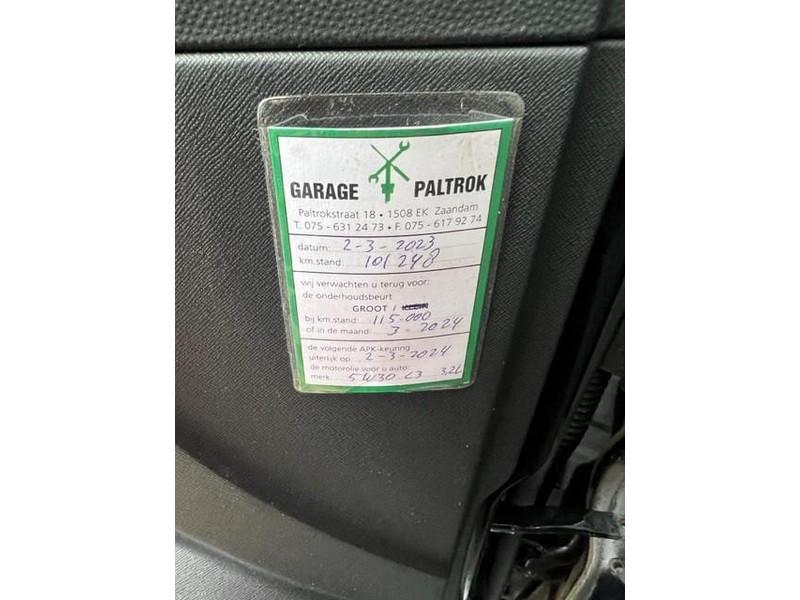 GARAGE PALTROK
Paltrokstraat 18 • 1508 EK Zaandam
T. 075 - 631 24 73 • F. 075 - 617 92 74
datum: 2-3-2023
km.stand: 101248
wij verwachten u terug voor:
de onderhoudsbeurt
GROOT / KLEIN
bij km.stand: 115.000
of in de maand: 3-2024
de volgende APK-keuring
uiterlijk op: 2-3-2024
de motorolie voor u auto:
merk: 5W30 C3 3,2L